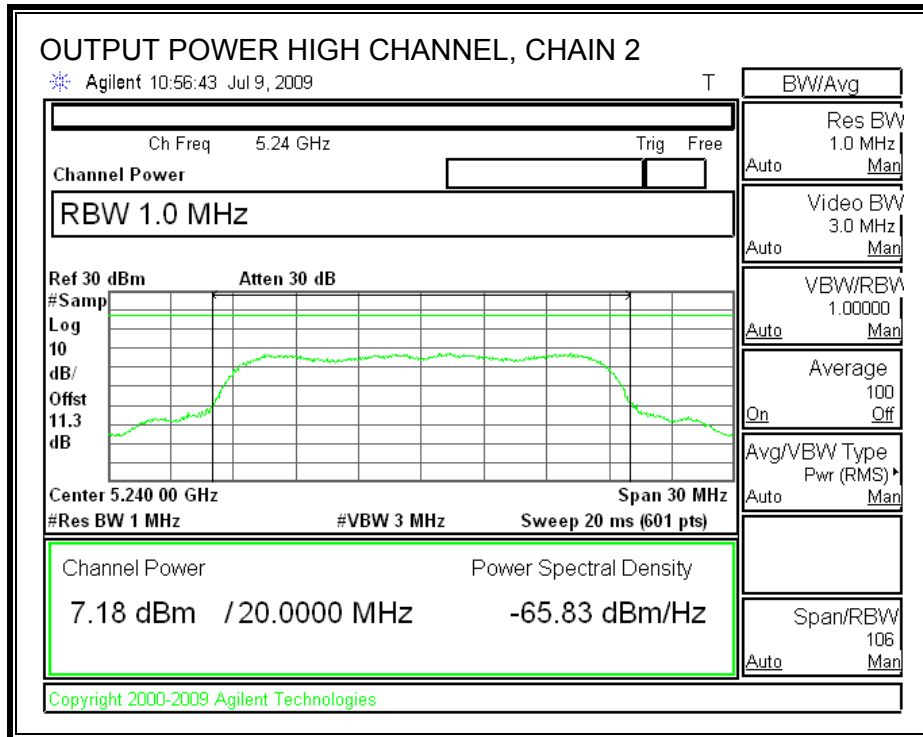 OUTPUT POWER HIGH CHANNEL, CHAIN 2
Agilent 10:56:43 Jul 9, 2009 T
BW/Avg
Ch Freq 5.24 GHz Trig Free
Channel Power
RBW 1.0 MHz
Ref 30 dBm Atten 30 dB
#Samp
Log
10
dB/
Offst
11.3
dB
Center 5.240 00 GHz Span 30 MHz
#Res BW 1 MHz #VBW 3 MHz Sweep 20 ms (601 pts)
Channel Power Power Spectral Density
7.18 dBm / 20.0000 MHz -65.83 dBm/Hz
Copyright 2000-2009 Agilent Technologies
Res BW
1.0 MHz
Auto Man
Video BW
3.0 MHz
Auto Man
VBW/RBW
1.00000
Auto Man
Average
100
On Off
Avg/VBW Type
Pwr (RMS)
Auto Man
Span/RBW
106
Auto Man